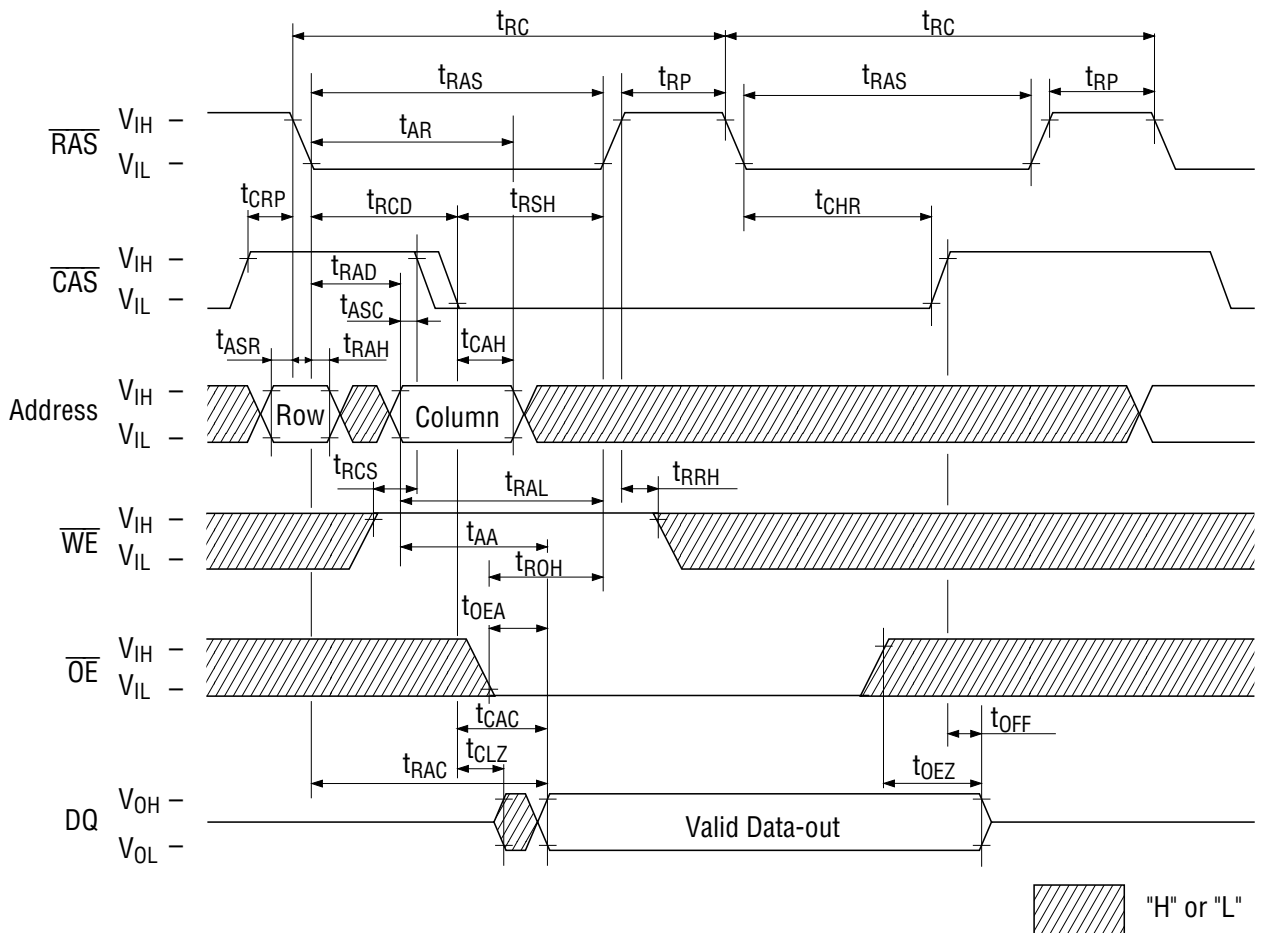 tRC tRC
tRAS tRP tRAS tRP
RAS VIH
VIL
tAR
tCRP tRCD tRSH tCHR
CAS VIH
VIL
tRAD
tASC
tASR tRAH tCAH
Address VIH
VIL
Row Column
tRCS tRAL tRRH
WE VIH
VIL
tAA
tROH
tOEA
OE VIH
VIL
tCAC tOFF
tCLZ
tRAC tOEZ
DQ VOH
VOL
Valid Data-out
"H" or "L"